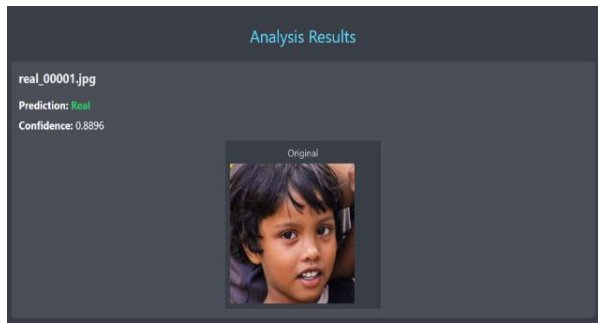 Analysis Results
real_00001.jpg
Prediction: Real
Confidence: 0.8896
Original